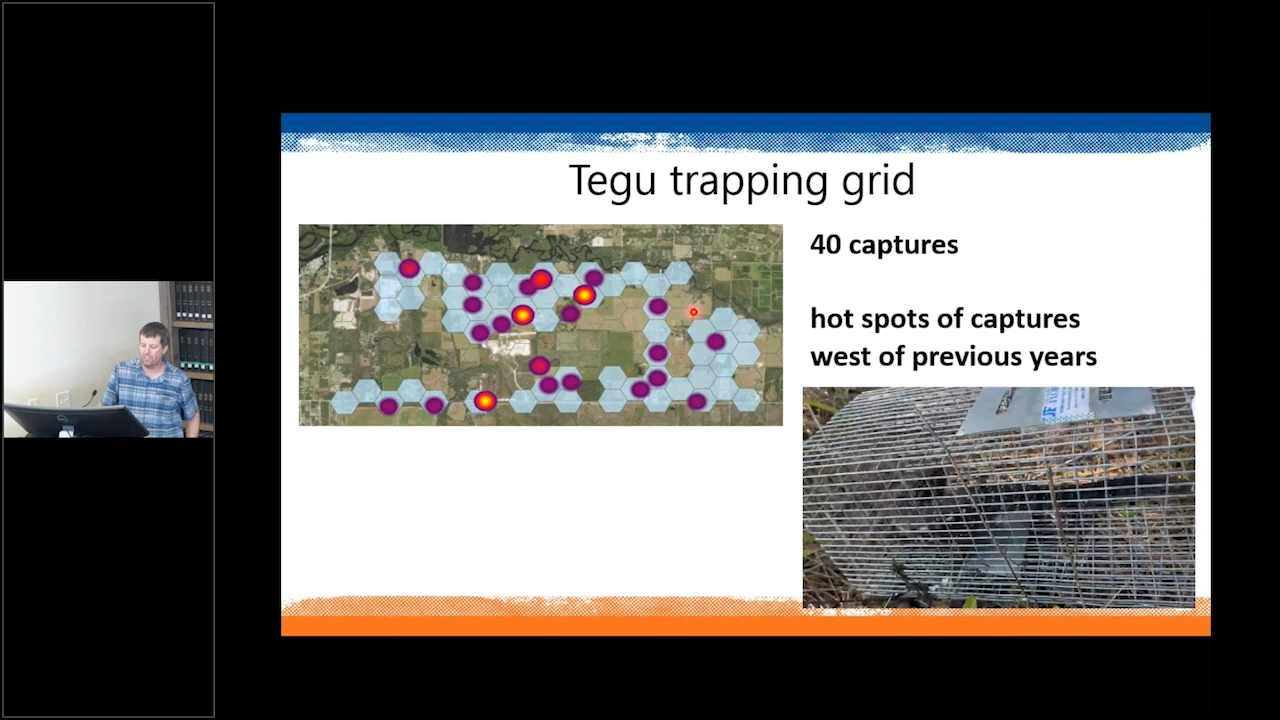 Tegu trapping grid
40 captures
hot spots of captures
west of previous years